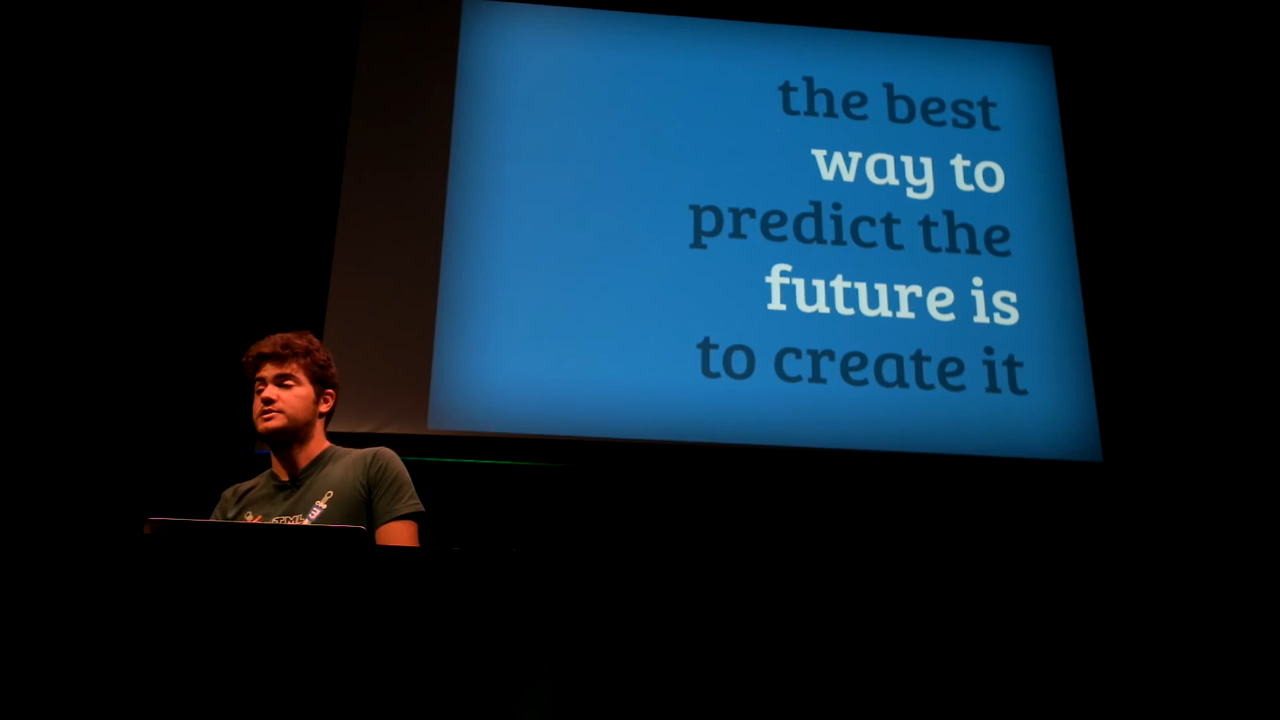 the best
way to
predict the
future is
to create it